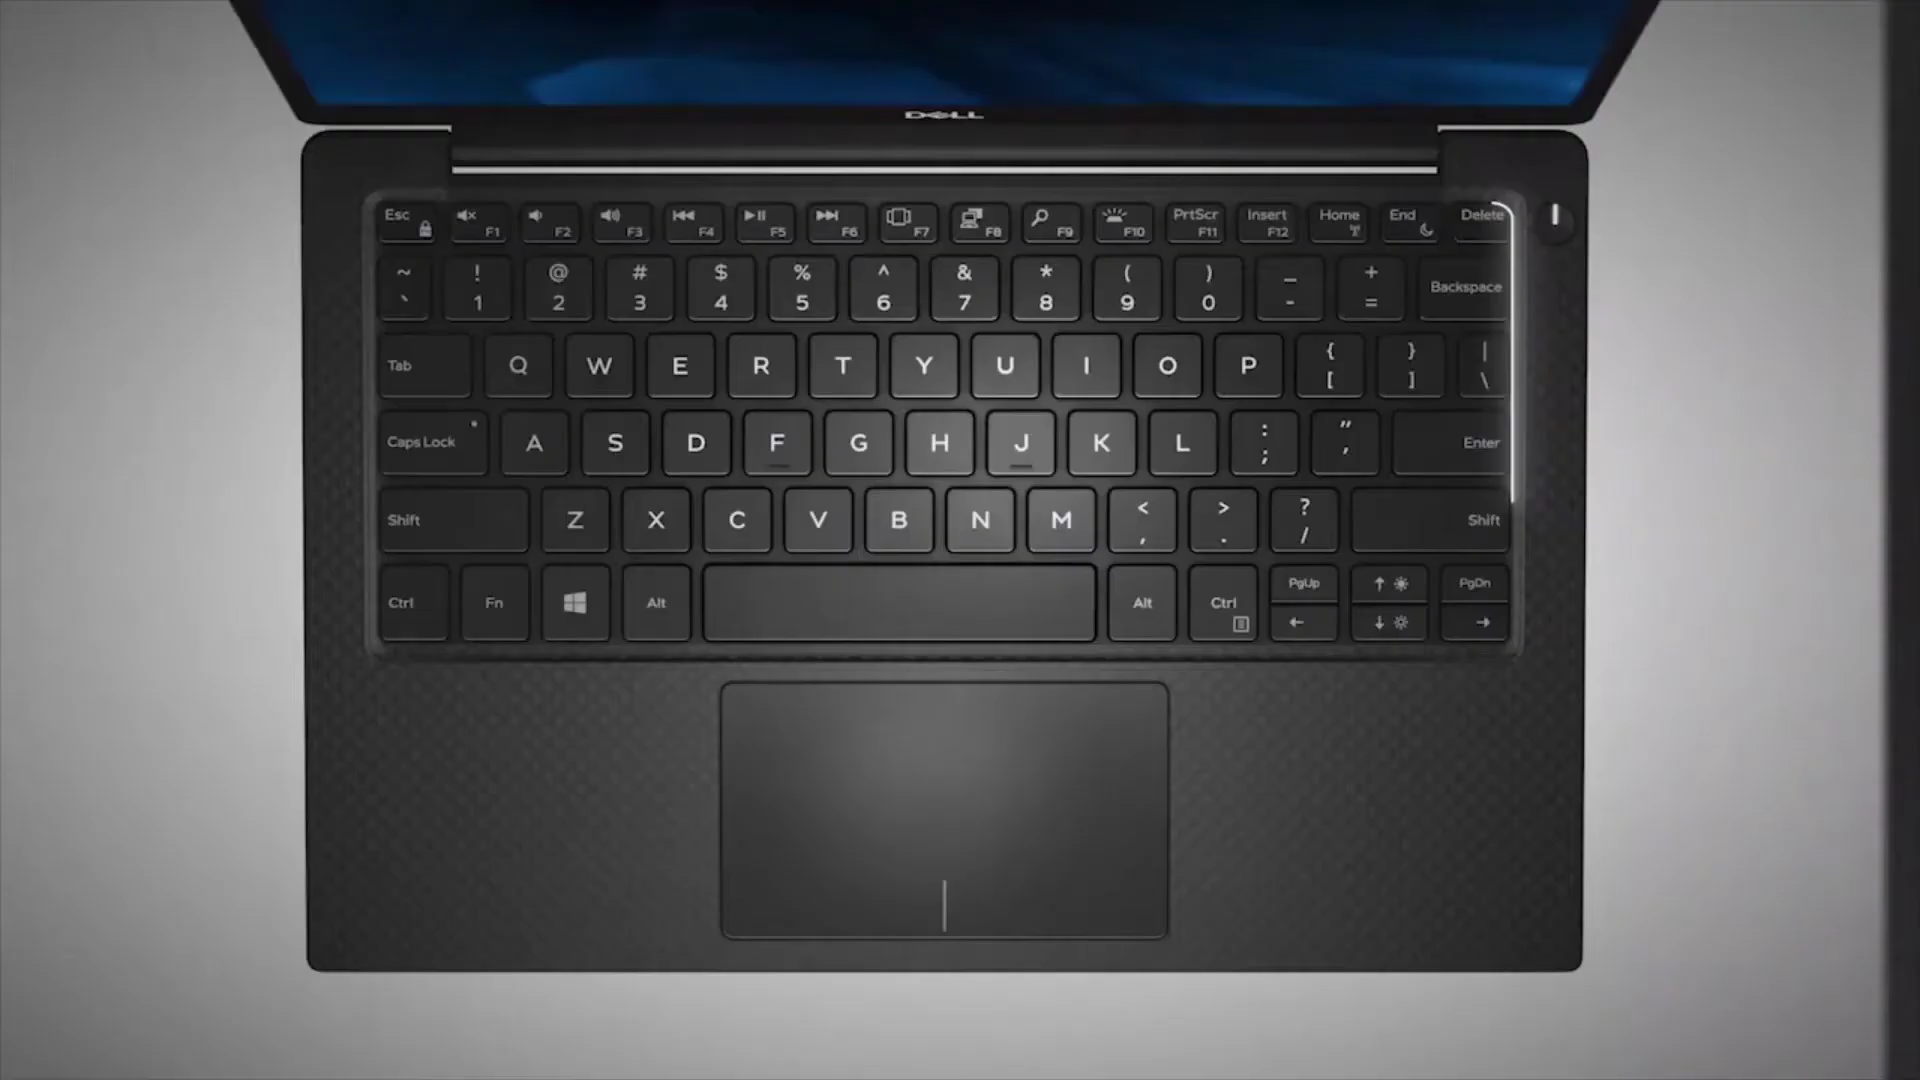 DELL
Esc F1 F2 F3 F4 F5 F6 F7 F8 F9 F10 PrtScr F11 Insert F12 Home End Delete
~ ` ! 1 @ 2 # 3 $ 4 % 5 ^ 6 & 7 * 8 ( 9 ) 0 _ - + = Backspace
Tab Q W E R T Y U I O P { [ } ] | \
Caps Lock A S D F G H J K L : ; " ' Enter
Shift Z X C V B N M < , > . ? / Shift
Ctrl Fn Alt Alt Ctrl PgUp ← ↑ ↓ PgDn →